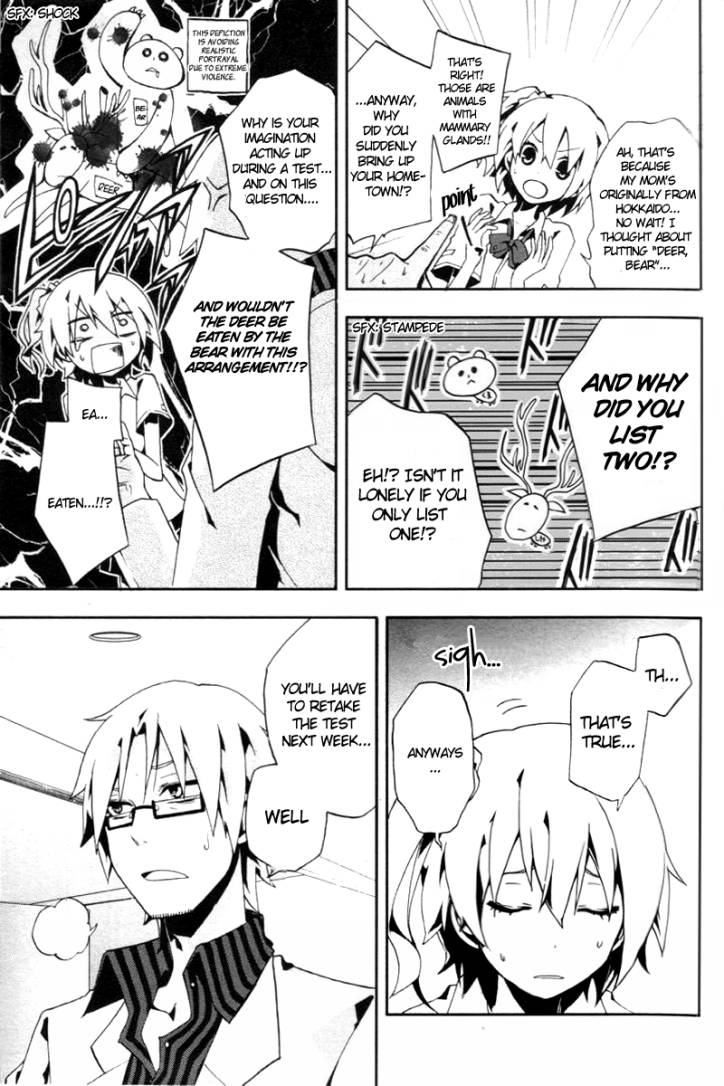 AH, THAT'S
BECAUSE
MY MOM'S
ORIGINALLY FROM
HOKKAIDO...
NO WAIT! I
THOUGHT ABOUT
PUTTING "DEER,
BEAR"...
THAT'S
RIGHT!
THOSE ARE
ANIMALS
WITH
MAMMARY
GLANDS!!
...ANYWAY,
WHY
DID YOU
SUDDENLY
BRING UP
YOUR HOME-
TOWN!?
point
SFX: STAMPEDE
AND WHY
DID YOU
LIST
TWO!?
ドドドド
EH!? ISN'T IT
LONELY IF YOU
ONLY LIST
ONE!?
SFX: SHOCK
THIS DEPICTION
IS AVOIDING
REALISTIC
PORTRAYAL
DUE TO EXTREME
VIOLENCE.
BE-
AR
DEER
WHY IS YOUR
IMAGINATION
ACTING UP
DURING A TEST...
AND ON THIS
QUESTION....
AND WOULDN'T
THE DEER BE
EATEN BY THE
BEAR WITH THIS
ARRANGEMENT!!?
EA...
EATEN...!!?
TH...
THAT'S
TRUE...
sigh...
ANYWAYS
...
YOU'LL HAVE
TO RETAKE
THE TEST
NEXT WEEK...
WELL